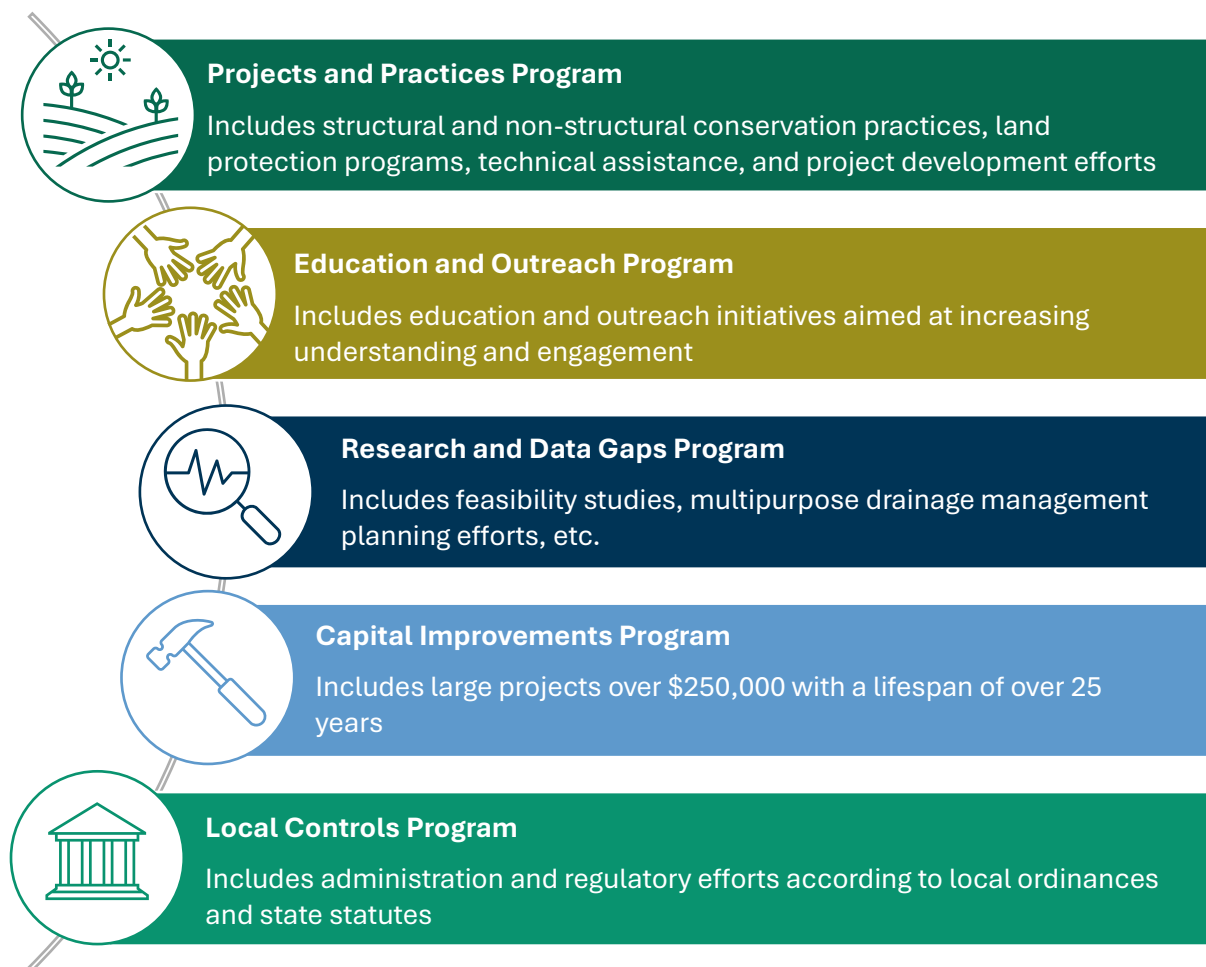 Projects and Practices Program
Includes structural and non-structural conservation practices, land
protection programs, technical assistance, and project development efforts
Education and Outreach Program
Includes education and outreach initiatives aimed at increasing
understanding and engagement
Research and Data Gaps Program
Includes feasibility studies, multipurpose drainage management
planning efforts, etc.
Capital Improvements Program
Includes large projects over $250,000 with a lifespan of over 25
years
Local Controls Program
Includes administration and regulatory efforts according to local ordinances
and state statutes